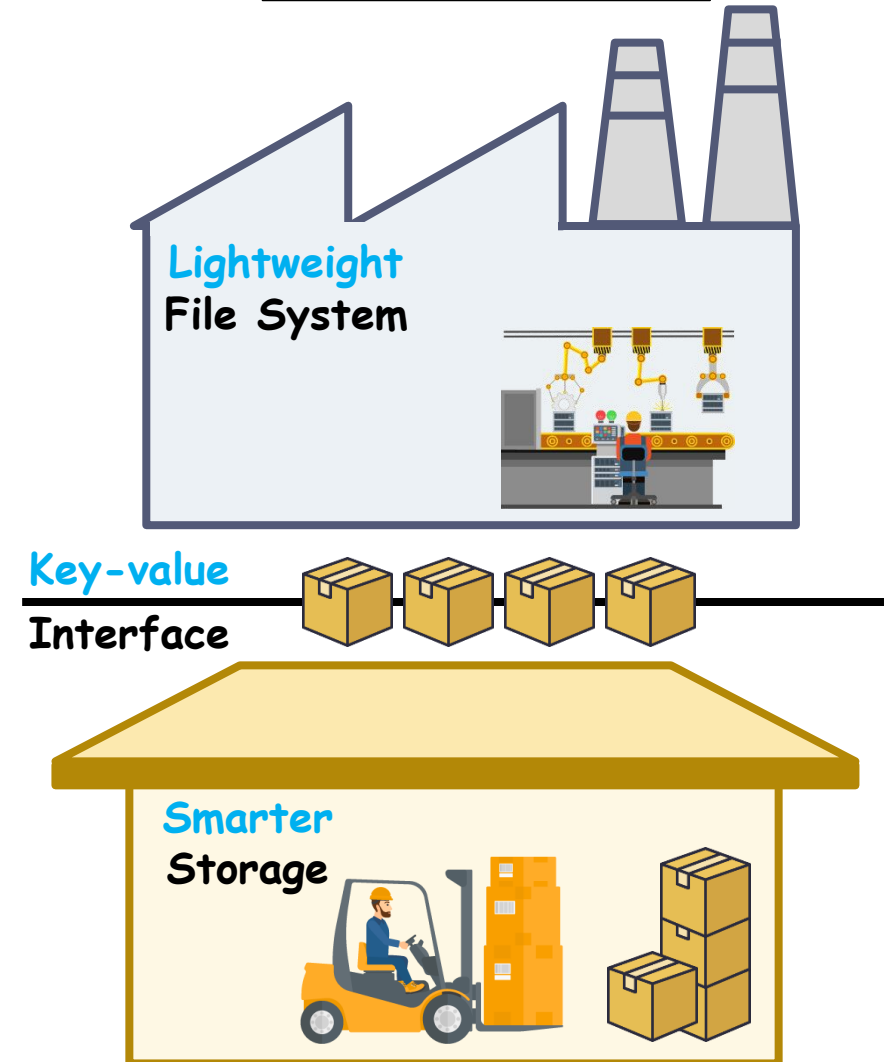 Lightweight
File System
Key-value
Interface
Smarter
Storage